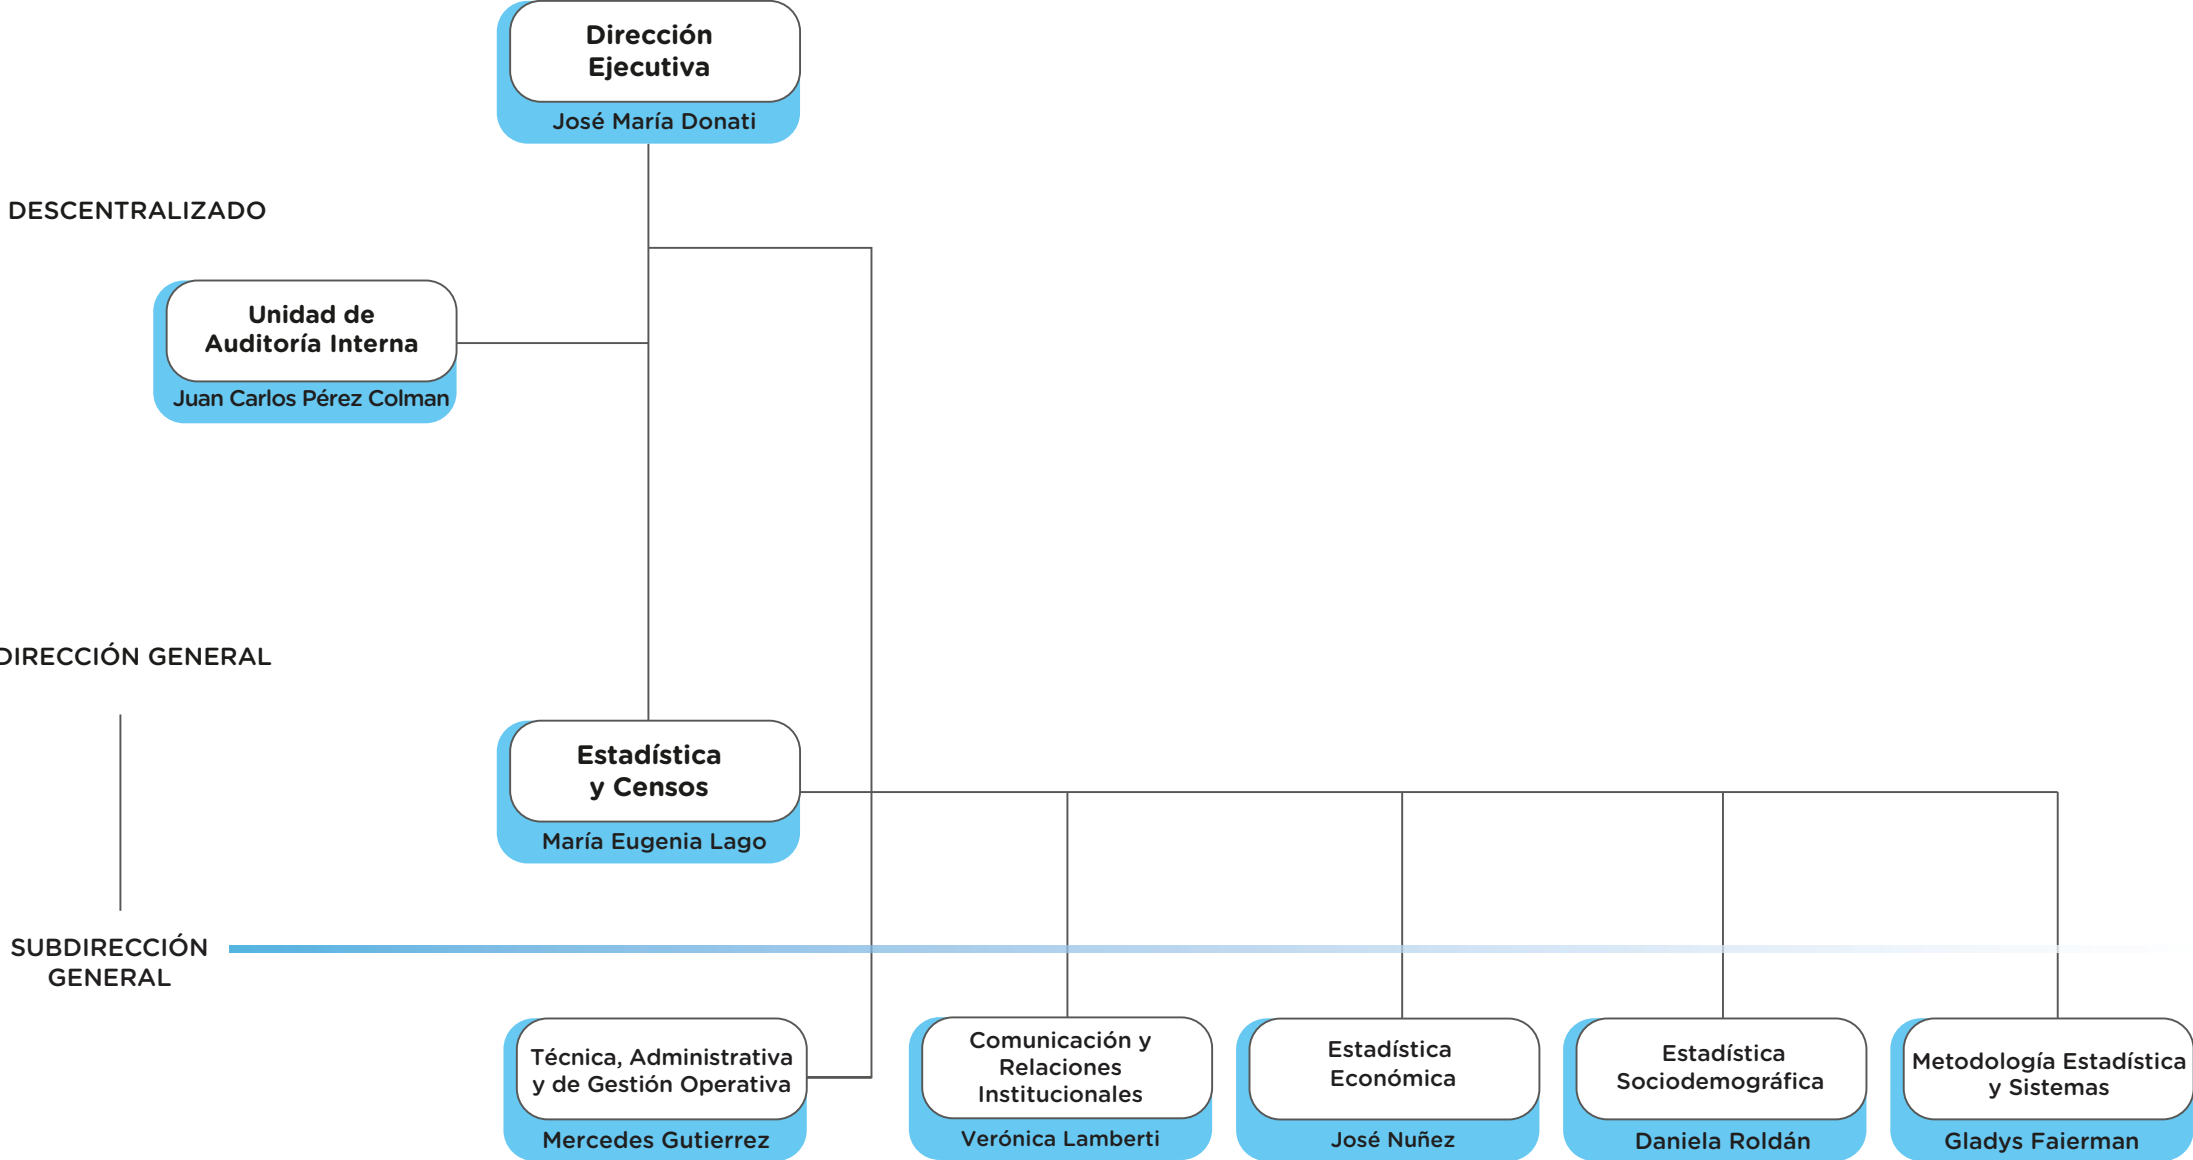 Dirección
Ejecutiva
José María Donati
DESCENTRALIZADO
Unidad de
Auditoría Interna
Juan Carlos Pérez Colman
DIRECCIÓN GENERAL
Estadística
y Censos
María Eugenia Lago
SUBDIRECCIÓN
GENERAL
Técnica, Administrativa
y de Gestión Operativa
Mercedes Gutierrez
Comunicación y
Relaciones
Institucionales
Verónica Lamberti
Estadística
Económica
José Nuñez
Estadística
Sociodemográfica
Daniela Roldán
Metodología Estadística
y Sistemas
Gladys Faierman